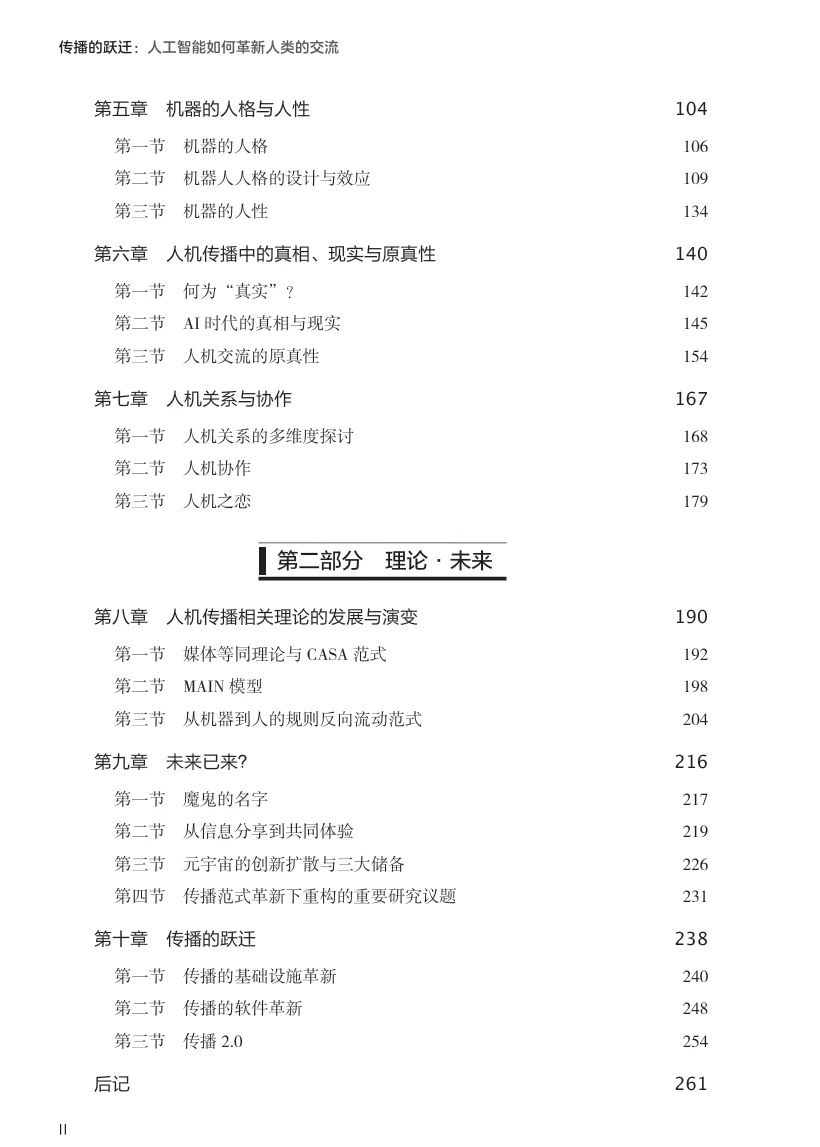 传播的跃迁：人工智能如何革新人类的交流
第五章 机器的人格与人性 104
第一节 机器的人格 106
第二节 机器人人格的设计与效应 109
第三节 机器的人性 134
第六章 人机传播中的真相、现实与原真性 140
第一节 何为“真实”？ 142
第二节 AI 时代的真相与现实 145
第三节 人机交流的原真性 154
第七章 人机关系与协作 167
第一节 人机关系的多维度探讨 168
第二节 人机协作 173
第三节 人机之恋 179
第二部分 理论·未来
第八章 人机传播相关理论的发展与演变 190
第一节 媒体等同理论与 CASA 范式 192
第二节 MAIN 模型 198
第三节 从机器到人的规则反向流动范式 204
第九章 未来已来？ 216
第一节 魔鬼的名字 217
第二节 从信息分享到共同体验 219
第三节 元宇宙的创新扩散与三大储备 226
第四节 传播范式革新下重构的重要研究议题 231
第十章 传播的跃迁 238
第一节 传播的基础设施革新 240
第二节 传播的软件革新 248
第三节 传播 2.0 254
后记 261
II